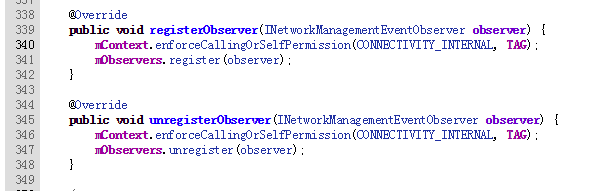 338 @Override
339 public void registerObserver(INetworkManagementEventObserver observer) {
340 mContext.enforceCallingOrSelfPermission(CONNECTIVITY_INTERNAL, TAG);
341 mObservers.register(observer);
342 }
343
344 @Override
345 public void unregisterObserver(INetworkManagementEventObserver observer) {
346 mContext.enforceCallingOrSelfPermission(CONNECTIVITY_INTERNAL, TAG);
347 mObservers.unregister(observer);
348 }
349